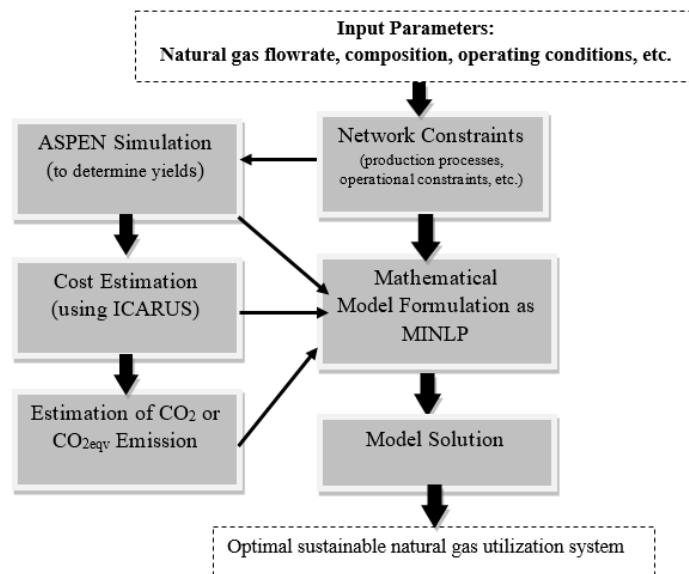 Input Parameters:
Natural gas flowrate, composition, operating conditions, etc.
ASPEN Simulation
(to determine yields)
Network Constraints
(production processes,
operational constraints, etc.)
Cost Estimation
(using ICARUS)
Mathematical
Model Formulation as
MINLP
Estimation of CO₂ or
CO₂eqv Emission
Model Solution
Optimal sustainable natural gas utilization system